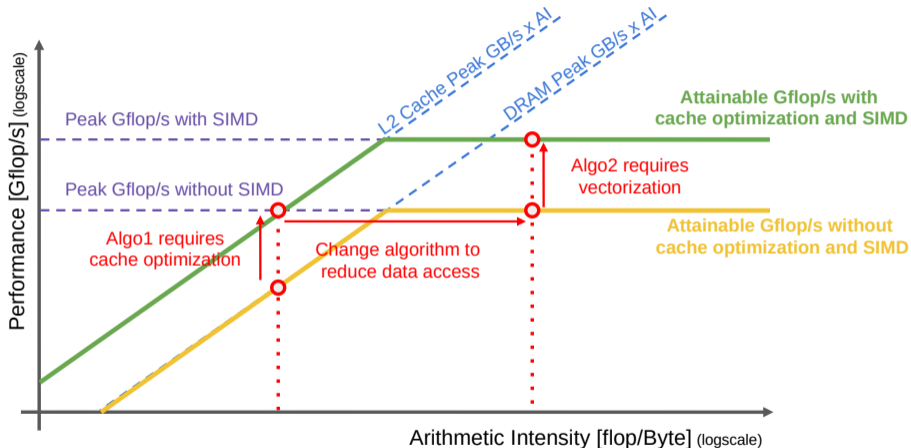 L2 Cache Peak GB/s x AI
DRAM Peak GB/s x AI
Performance [Gflop/s] (logscale)
Peak Gflop/s with SIMD
Attainable Gflop/s with
cache optimization and SIMD
Algo2 requires
vectorization
Peak Gflop/s without SIMD
Algo1 requires
cache optimization
Change algorithm to
reduce data access
Attainable Gflop/s without
cache optimization and SIMD
Arithmetic Intensity [flop/Byte] (logscale)